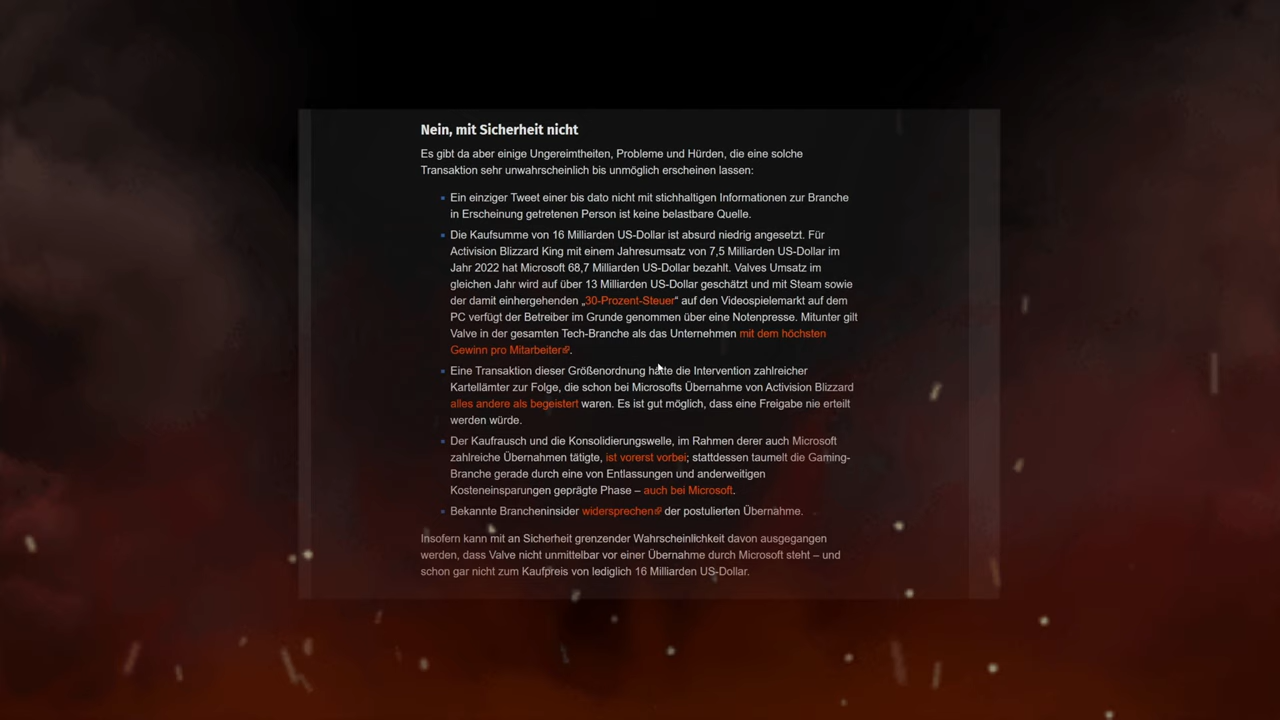 Nein, mit Sicherheit nicht
Es gibt da aber einige Ungereimtheiten, Probleme und Hürden, die eine solche
Transaktion sehr unwahrscheinlich bis unmöglich erscheinen lassen:
Ein einziger Tweet einer bis dato nicht mit stichhaltigen Informationen zur Branche
in Erscheinung getretenen Person ist keine belastbare Quelle.
Die Kaufsumme von 16 Milliarden US-Dollar ist absurd niedrig angesetzt. Für
Activision Blizzard King mit einem Jahresumsatz von 7,5 Milliarden US-Dollar im
Jahr 2022 hat Microsoft 68,7 Milliarden US-Dollar bezahlt. Valves Umsatz im
gleichen Jahr wird auf über 13 Milliarden US-Dollar geschätzt und mit Steam sowie
der damit einhergehenden „30-Prozent-Steuer“ auf den Videospielemarkt auf dem
PC verfügt der Betreiber im Grunde genommen über eine Notenpresse. Mitunter gilt
Valve in der gesamten Tech-Branche als das Unternehmen mit dem höchsten
Gewinn pro Mitarbeiter.
Eine Transaktion dieser Größenordnung hätte die Intervention zahlreicher
Kartellämter zur Folge, die schon bei Microsofts Übernahme von Activision Blizzard
alles andere als begeistert waren. Es ist gut möglich, dass eine Freigabe nie erteilt
werden würde.
Der Kaufrausch und die Konsolidierungswelle, im Rahmen derer auch Microsoft
zahlreiche Übernahmen tätigte, ist vorerst vorbei; stattdessen taumelt die Gaming-
Branche gerade durch eine von Entlassungen und anderweitigen
Kosteneinsparungen geprägte Phase – auch bei Microsoft.
Bekannte Brancheninsider widersprechen der postulierten Übernahme.
Insofern kann mit an Sicherheit grenzender Wahrscheinlichkeit davon ausgegangen
werden, dass Valve nicht unmittelbar vor einer Übernahme durch Microsoft steht – und
schon gar nicht zum Kaufpreis von lediglich 16 Milliarden US-Dollar.